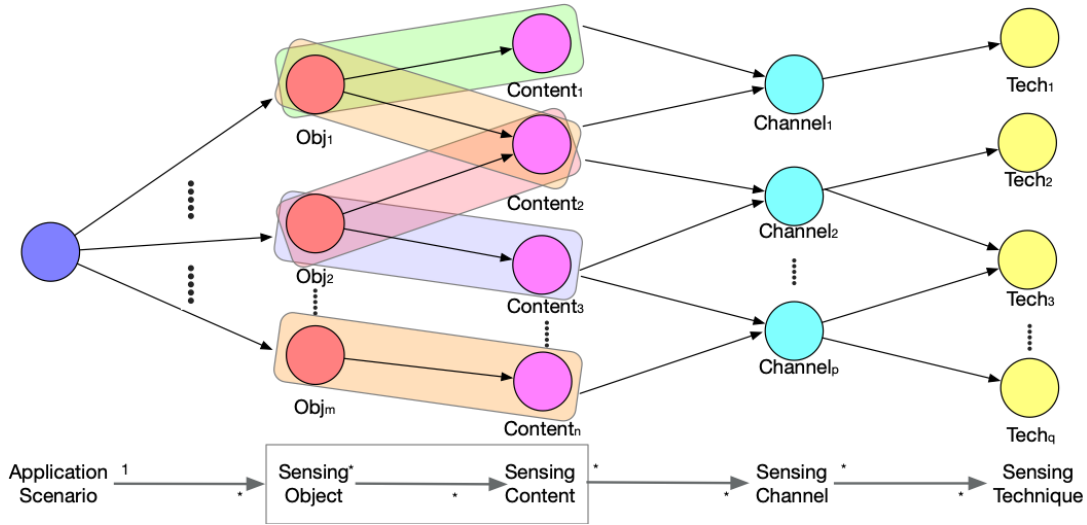 Content₁
Tech₁
Obj₁
Channel₁
Content₂
Tech₂
Obj₂
Channel₂
Content₃
Tech₃
Objₘ
Channelₚ
Contentₙ
Tech_q
Application Scenario
1
*
Sensing Object
*
*
Sensing Content
*
*
Sensing Channel
*
*
Sensing Technique